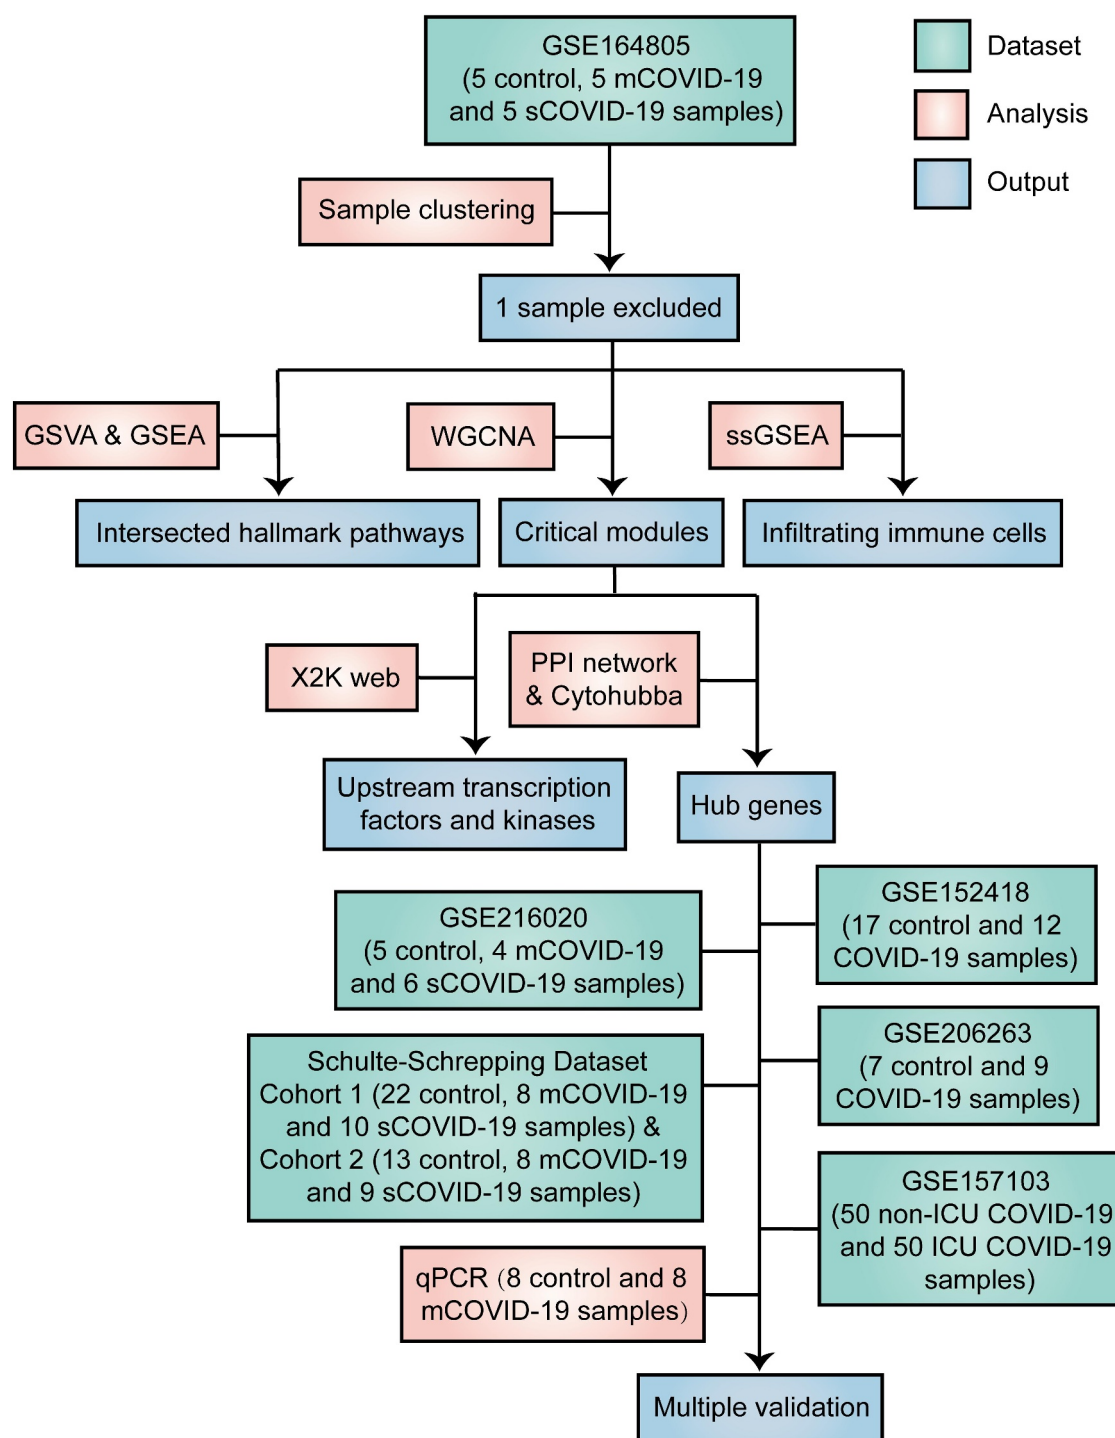 GSE164805
(5 control, 5 mCOVID-19
and 5 sCOVID-19 samples)
Dataset
Analysis
Output
Sample clustering
1 sample excluded
GSVA & GSEA
WGCNA
ssGSEA
Intersected hallmark pathways
Critical modules
Infiltrating immune cells
X2K web
PPI network
& Cytohubba
Upstream transcription
factors and kinases
Hub genes
GSE216020
(5 control, 4 mCOVID-19
and 6 sCOVID-19 samples)
GSE152418
(17 control and 12
COVID-19 samples)
Schulte-Schrepping Dataset
Cohort 1 (22 control, 8 mCOVID-19
and 10 sCOVID-19 samples) &
Cohort 2 (13 control, 8 mCOVID-19
and 9 sCOVID-19 samples)
GSE206263
(7 control and 9
COVID-19 samples)
GSE157103
(50 non-ICU COVID-19
and 50 ICU COVID-19
samples)
qPCR (8 control and 8
mCOVID-19 samples)
Multiple validation